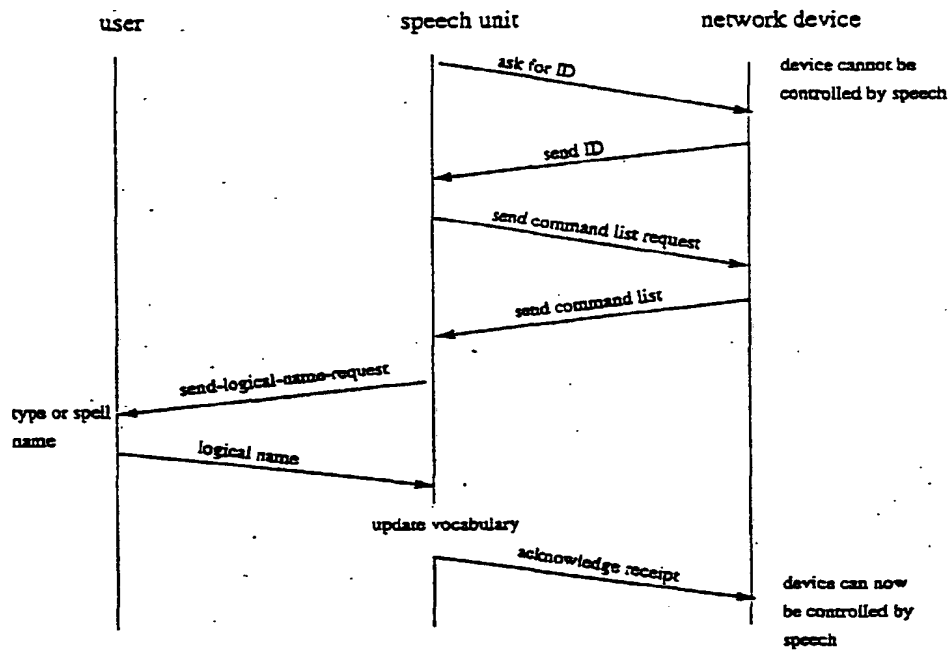 user
speech unit
network device
ask for ID
device cannot be
controlled by speech
send ID
send command list request
send command list
send-logical-name-request
type or spell
name
logical name
update vocabulary
acknowledge receipt
device can now
be controlled by
speech